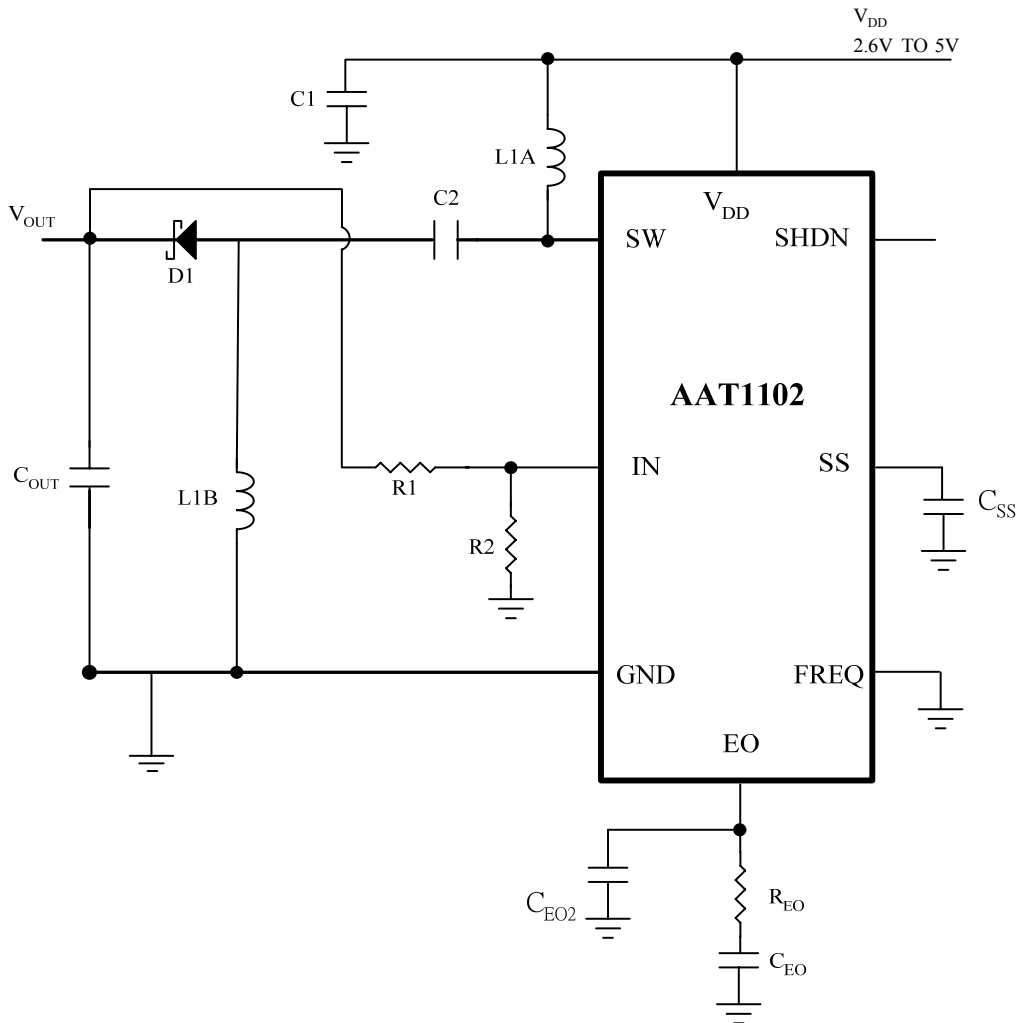 VDD
2.6V TO 5V
C1
L1A
C2
VOUT
VDD
SW
SHDN
D1
AAT1102
COUT
L1B
R1
IN
SS
CSS
R2
GND
FREQ
EO
CEO2
REO
CEO